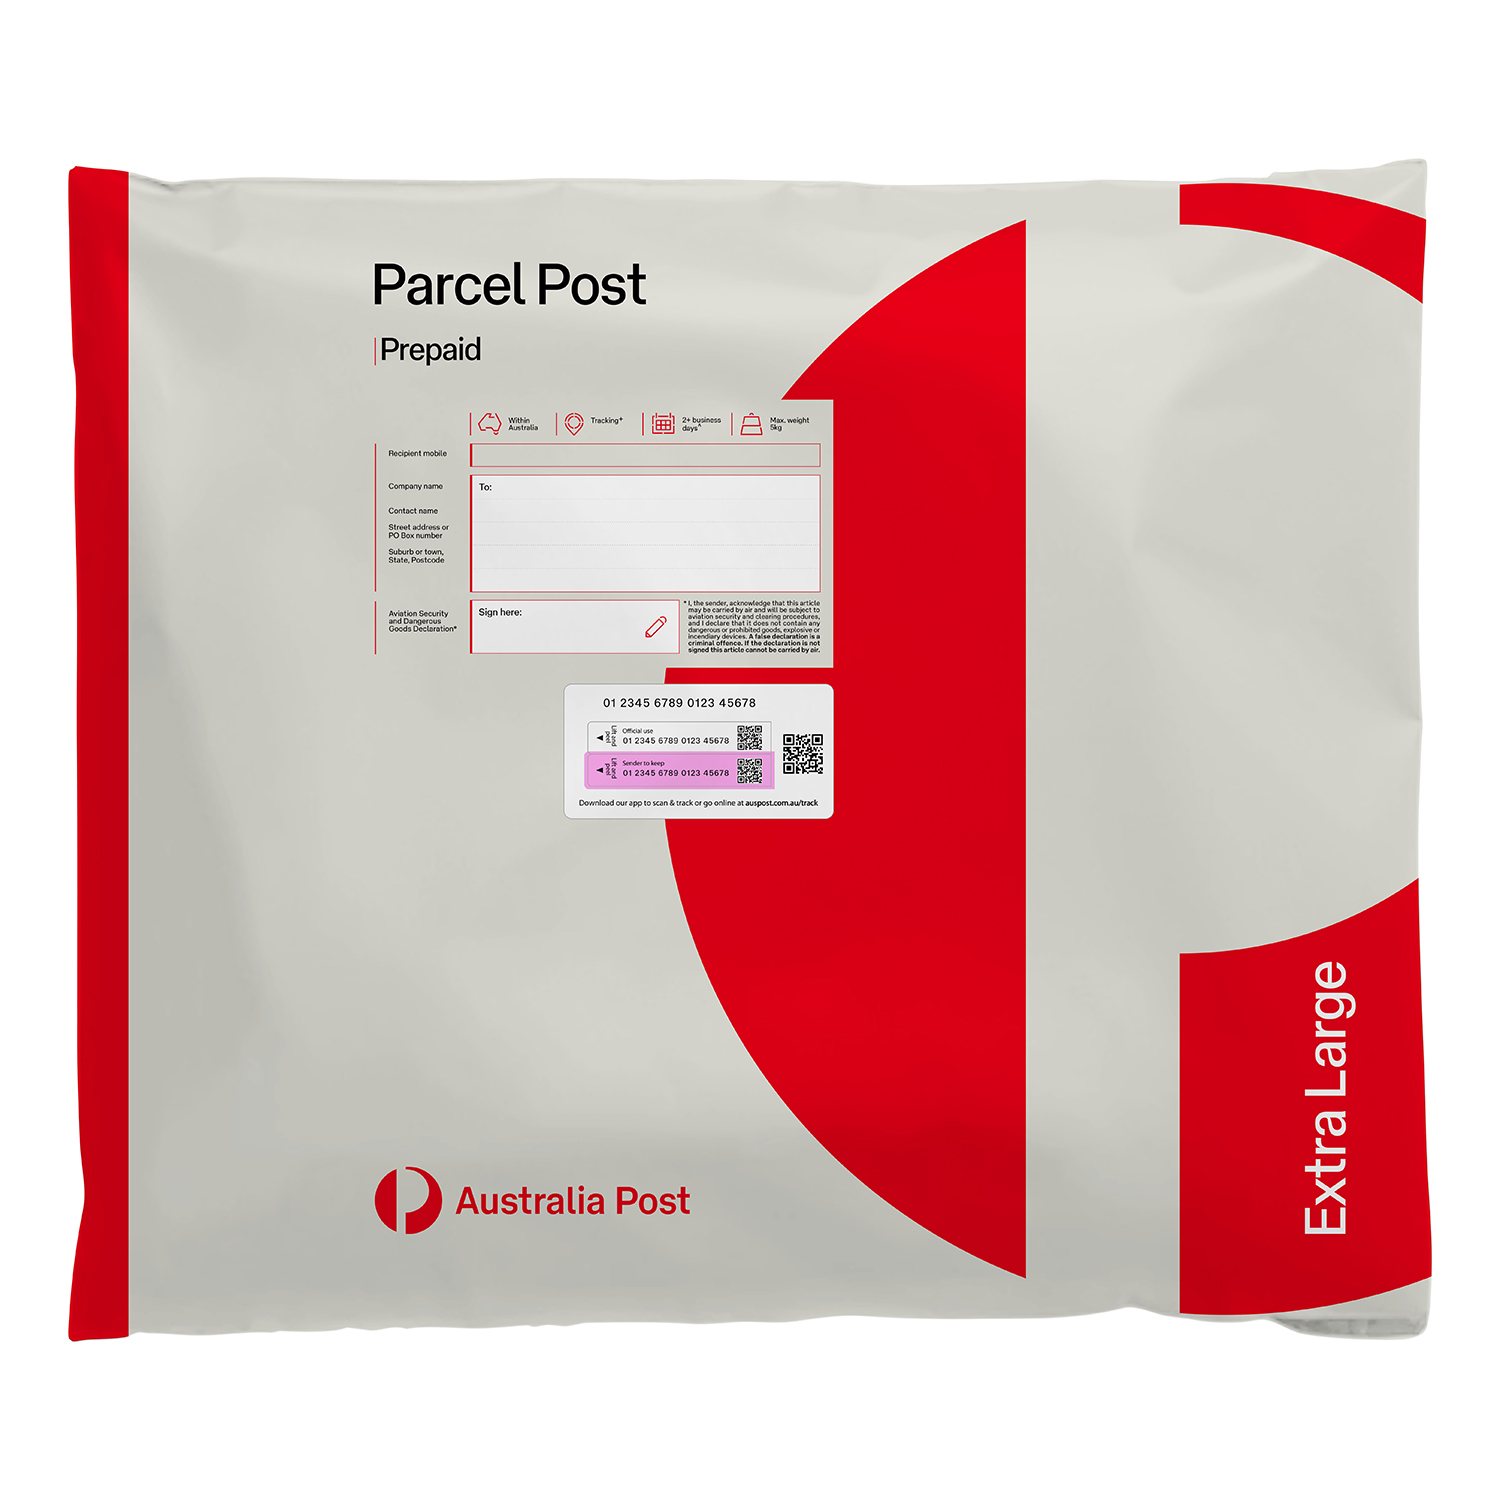 Parcel Post
Prepaid
Within
Australia
Tracking+
2+ business
days^
Max. weight
5kg
Recipient mobile
Company name
To:
Contact name
Street address or
PO Box number
Suburb or town,
State, Postcode
Aviation Security
and Dangerous
Goods Declaration*
Sign here:
* I, the sender, acknowledge that this article
may be carried by air and will be subject to
aviation security and clearing procedures,
and I declare that it does not contain any
dangerous or prohibited goods, explosive or
incendiary devices. A false declaration is a
criminal offence. If the declaration is not
signed this article cannot be carried by air.
01 2345 6789 0123 45678
Lift and
peel
Official use
01 2345 6789 0123 45678
Lift and
peel
Sender to keep
01 2345 6789 0123 45678
Download our app to scan & track or go online at auspost.com.au/track
Extra Large
Australia Post